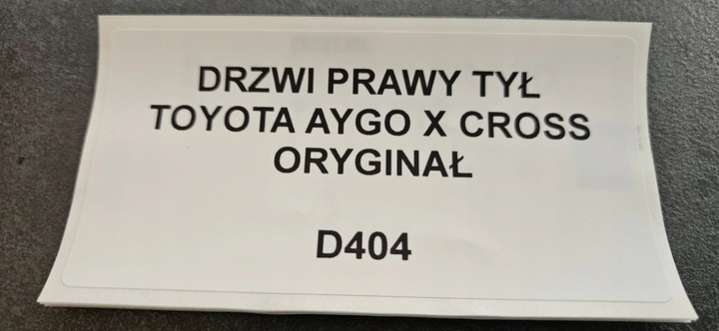 DRZWI PRAWY TYŁ
TOYOTA AYGO X CROSS
ORYGINAŁ
D404